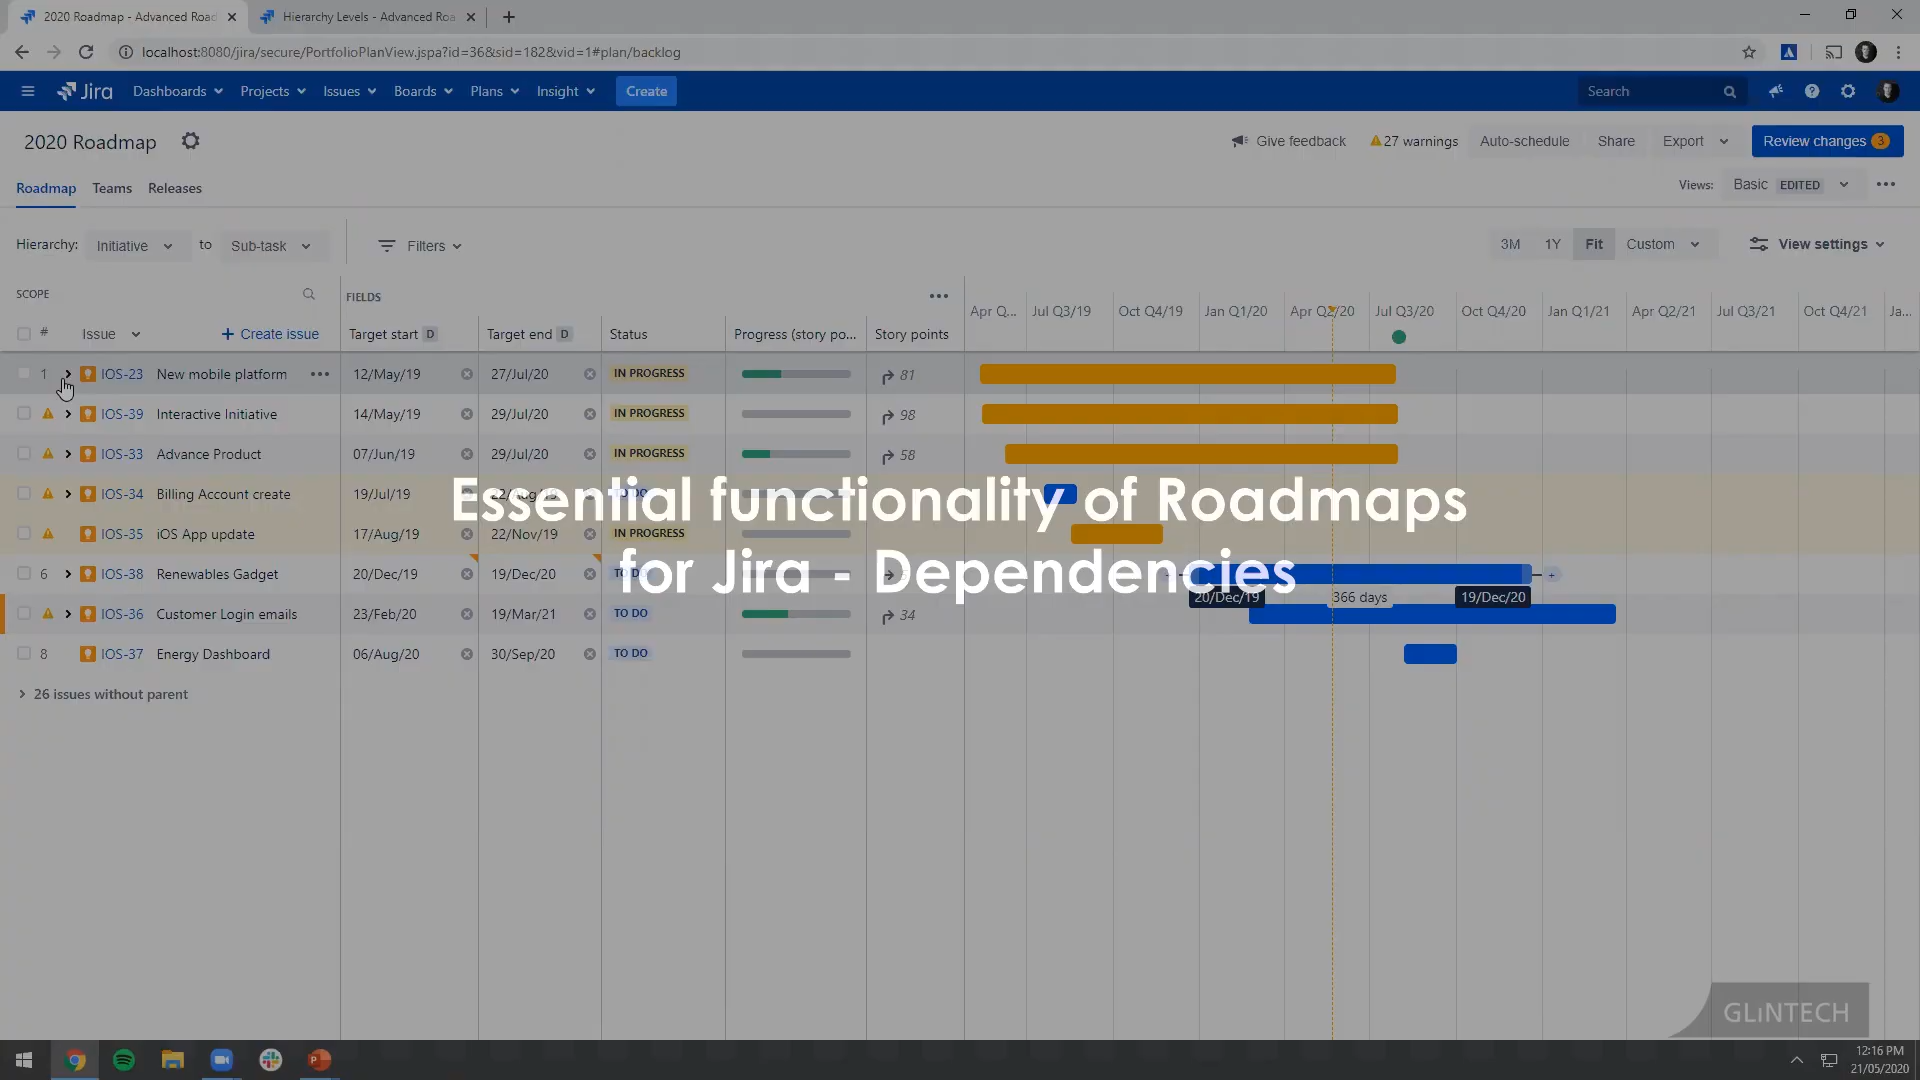 2020 Roadmap - Advanced Road
Hierarchy Levels - Advanced Roa
localhost:8080/jira/secure/PortfolioPlanView.jspa?id=36&sid=182&vid=1#plan/backlog
Jira Dashboards Projects Issues Boards Plans Insight Create Search
2020 Roadmap Give feedback 27 warnings Auto-schedule Share Export Review changes 3
Roadmap Teams Releases Views: Basic EDITED
Hierarchy: Initiative to Sub-task Filters 3M 1Y Fit Custom View settings
SCOPE FIELDS
Apr Q... Jul Q3/19 Oct Q4/19 Jan Q1/20 Apr Q2/20 Jul Q3/20 Oct Q4/20 Jan Q1/21 Apr Q2/21 Jul Q3/21 Oct Q4/21 Ja...
# Issue + Create issue Target start D Target end D Status Progress (story po... Story points
1 IOS-23 New mobile platform 12/May/19 27/Jul/20 IN PROGRESS 81
IOS-39 Interactive Initiative 14/May/19 29/Jul/20 IN PROGRESS 98
IOS-33 Advance Product 07/Jun/19 29/Jul/20 IN PROGRESS 58
IOS-34 Billing Account create 19/Jul/19 22/Aug/19 TO DO
Essential functionality of Roadmaps
IOS-35 iOS App update 17/Aug/19 22/Nov/19 IN PROGRESS
6 IOS-38 Renewables Gadget 20/Dec/19 19/Dec/20 TO DO
for Jira - Dependencies
20/Dec/19 366 days 19/Dec/20
IOS-36 Customer Login emails 23/Feb/20 19/Mar/21 TO DO 34
8 IOS-37 Energy Dashboard 06/Aug/20 30/Sep/20 TO DO
26 issues without parent
GLiNTECH
12:16 PM
21/05/2020